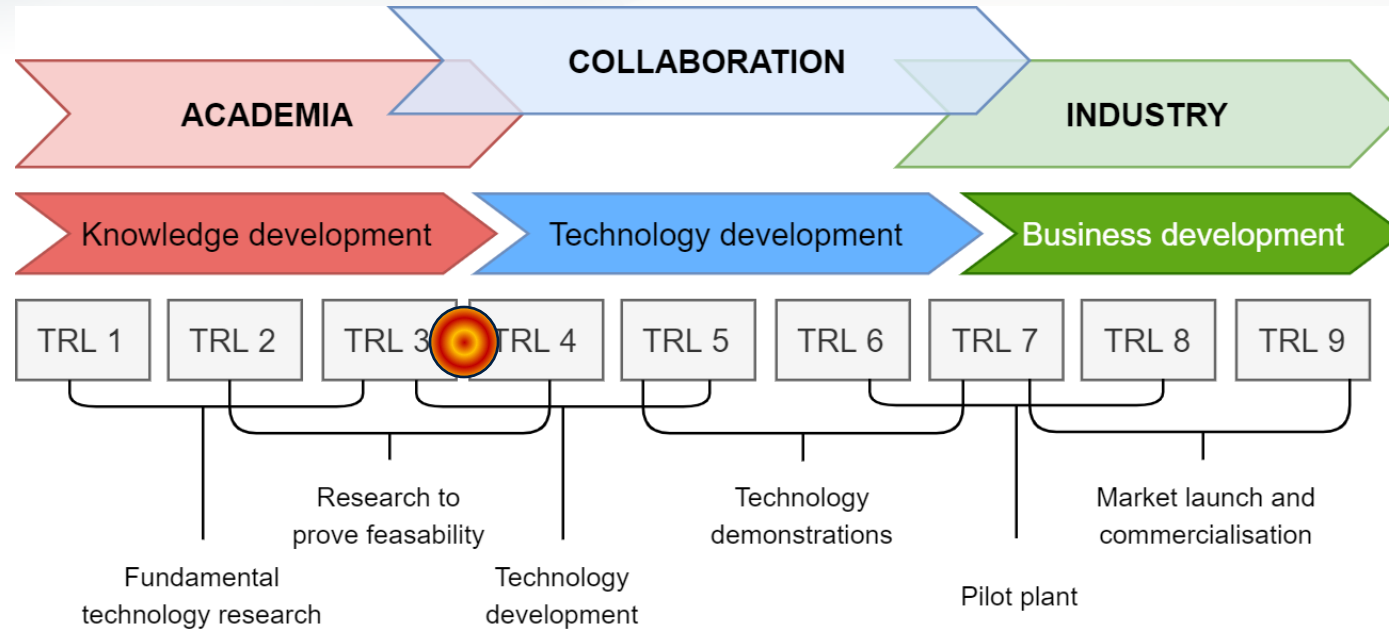 COLLABORATION
ACADEMIA
INDUSTRY
Knowledge development
Technology development
Business development
TRL 1
TRL 2
TRL 3
TRL 4
TRL 5
TRL 6
TRL 7
TRL 8
TRL 9
Research to
prove feasability
Technology
demonstrations
Market launch and
commercialisation
Fundamental
technology research
Technology
development
Pilot plant